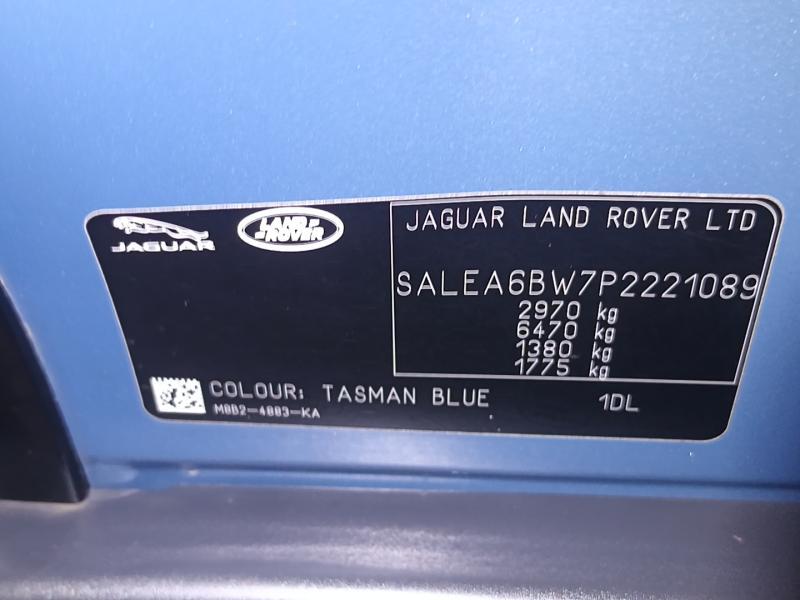 JAGUAR
LAND ROVER
JAGUAR LAND ROVER LTD
SALEA6BW7P2221089
2970 kg
6470 kg
1380 kg
1775 kg
COLOUR: TASMAN BLUE 1DL
M8B2-4883-KA